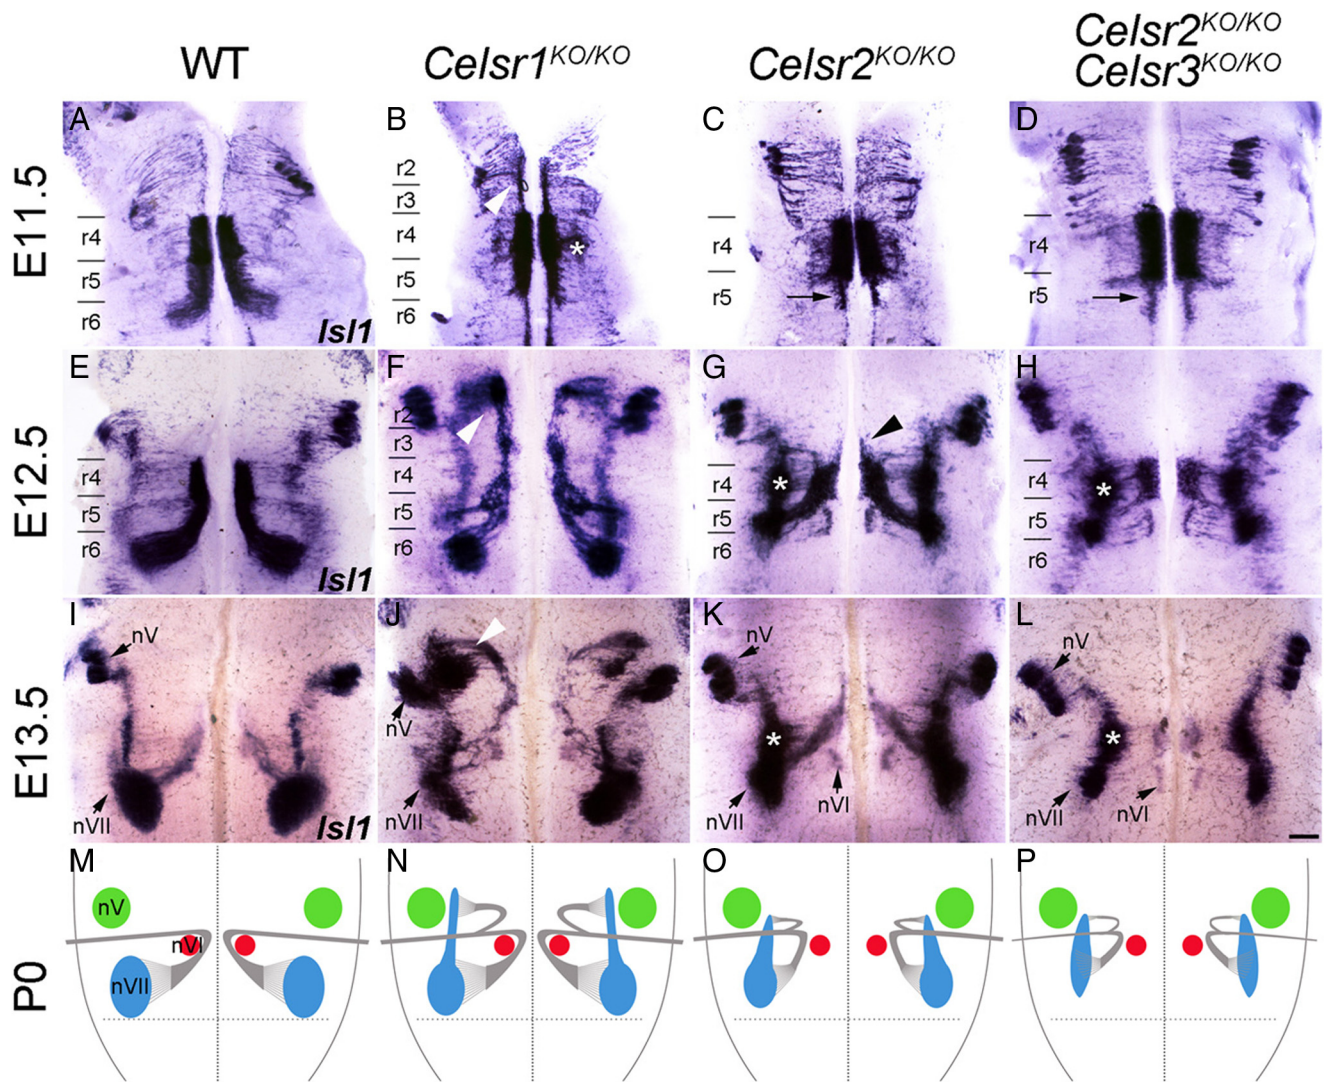 WT
Celsr1KO/KO
Celsr2KO/KO
Celsr2KO/KO
Celsr3KO/KO
E11.5
A
r4
r5
r6
Isl1
B
r2
r3
r4
r5
r6
*
C
r4
r5
D
r4
r5
E12.5
E
r4
r5
r6
Isl1
F
r2
r3
r4
r5
r6
G
r4
r5
r6
*
H
r4
r5
r6
*
E13.5
I
nV
nVII
Isl1
J
nV
nVII
K
nV
*
nVI
nVII
L
nV
*
nVII
nVI
P0
M
nV
nVI
nVII
N
O
P